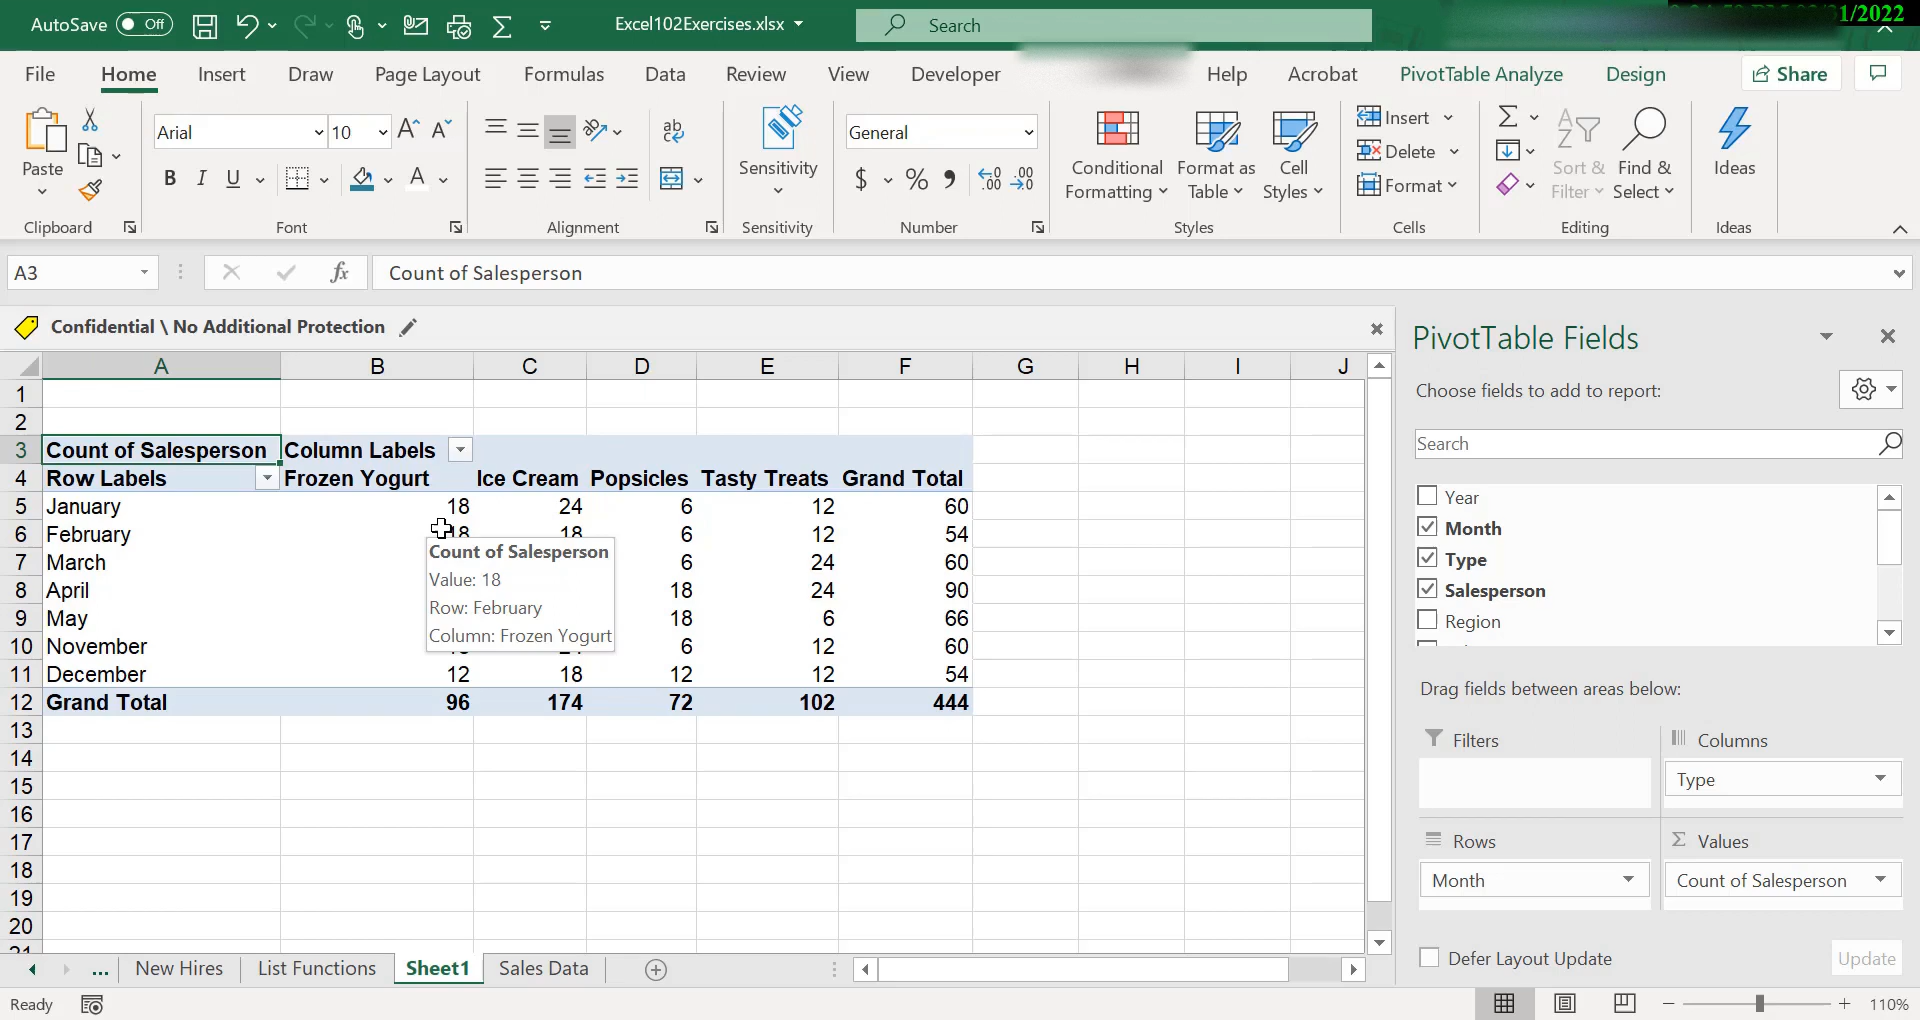 AutoSave Off Excel102Exercises.xlsx Search 1/2022
File Home Insert Draw Page Layout Formulas Data Review View Developer Help Acrobat PivotTable Analyze Design Share
Paste
Clipboard
Arial 10
B I U A
Font
ab
Alignment
Sensitivity
Sensitivity
General
$ % 9 .00 .00
Number
Conditional Formatting
Format as Table
Cell Styles
Styles
Insert
Delete
Format
Cells
Sort & Filter
Find & Select
Editing
Ideas
Ideas
A3 fx Count of Salesperson
Confidential \ No Additional Protection
A B C D E F G H I J
1
2
3 Count of Salesperson Column Labels
4 Row Labels Frozen Yogurt Ice Cream Popsicles Tasty Treats Grand Total
5 January 18 24 6 12 60
6 February 18 18 6 12 54
7 March 6 24 60
8 April 18 24 90
9 May 18 6 66
10 November 6 12 60
11 December 12 18 12 12 54
12 Grand Total 96 174 72 102 444
13
14
15
16
17
18
19
20
21
Count of Salesperson
Value: 18
Row: February
Column: Frozen Yogurt
PivotTable Fields
Choose fields to add to report:
Search
Year
Month
Type
Salesperson
Region
Drag fields between areas below:
Filters
Columns
Type
Rows
Month
Values
Count of Salesperson
Defer Layout Update Update
... New Hires List Functions Sheet1 Sales Data
Ready 110%